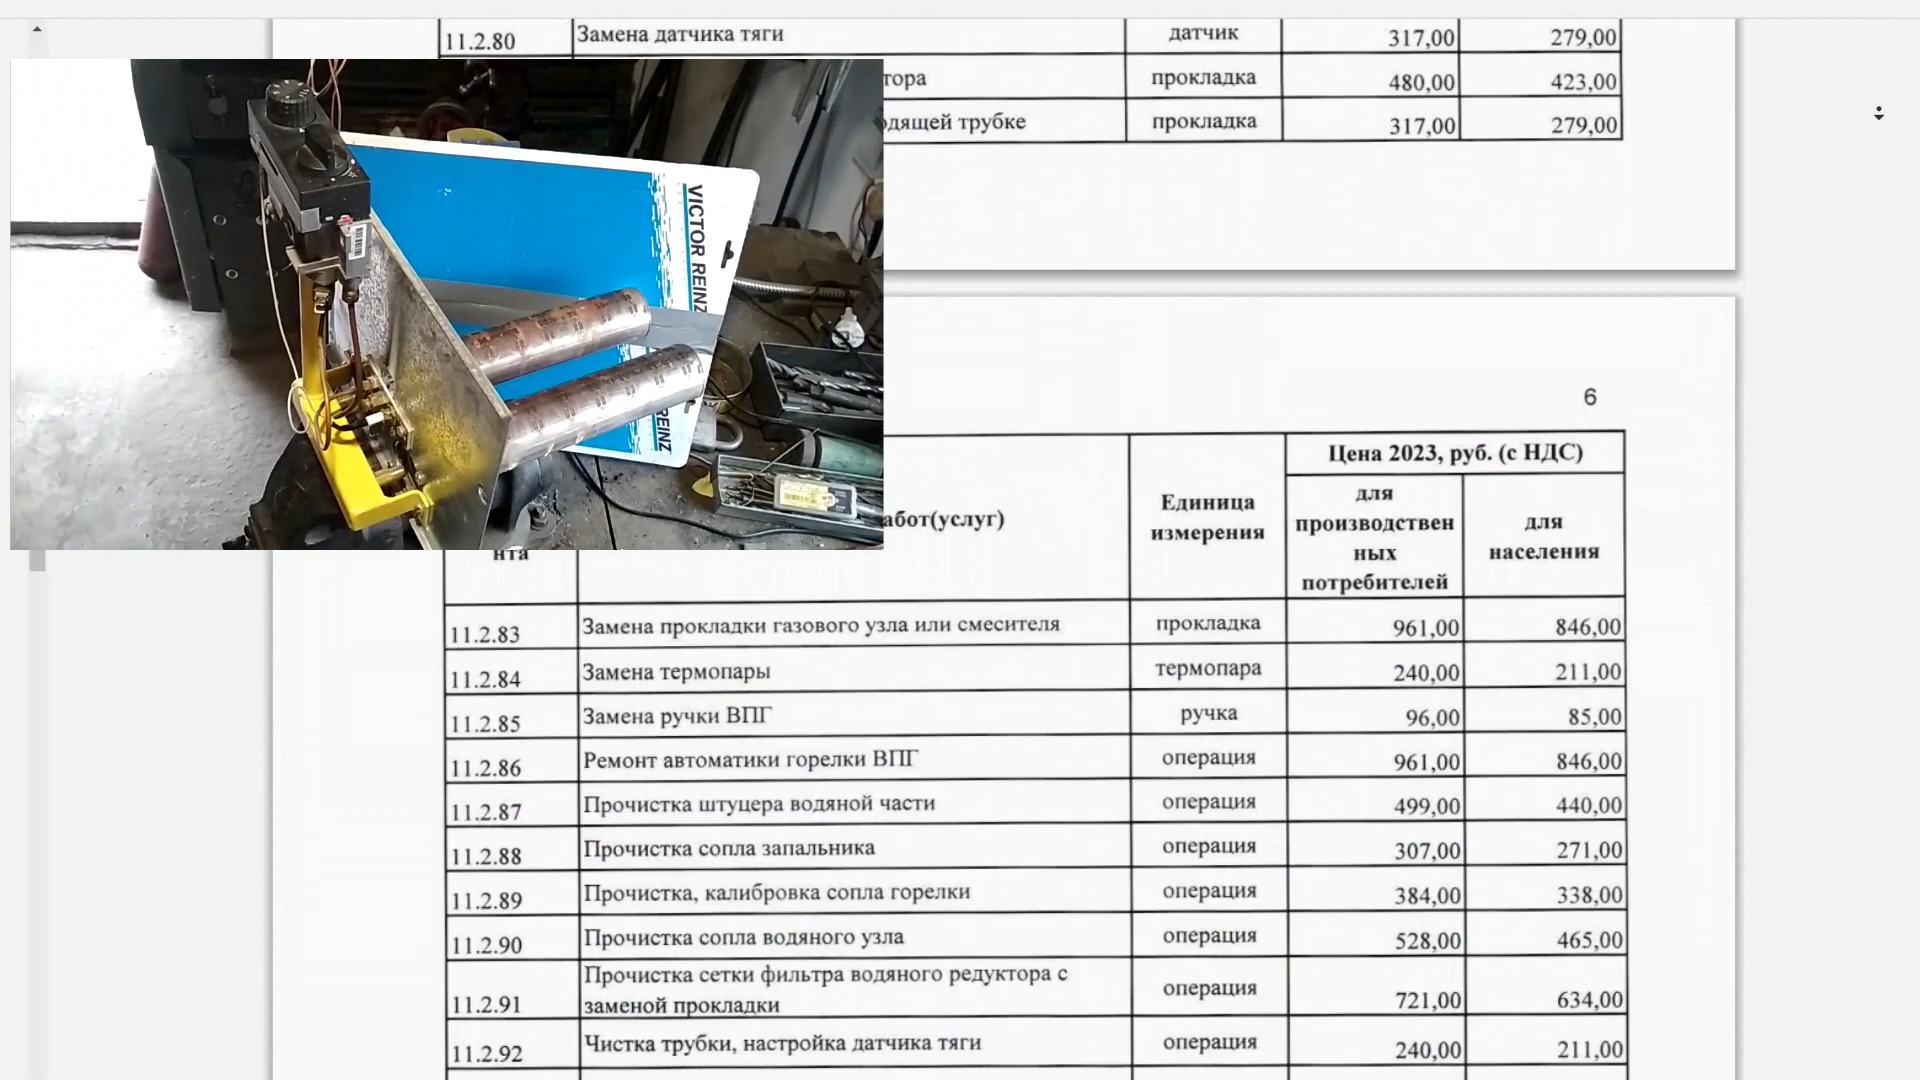 11.2.80 Замена датчика тяги датчик 317,00 279,00
тора прокладка 480,00 423,00
одящей трубке прокладка 317,00 279,00
VICTOR REINZ
REINZ
6
нта
абот(услуг)
Единица
измерения
Цена 2023, руб. (с НДС)
для
производствен
ных
потребителей
для
населения
11.2.83 Замена прокладки газового узла или смесителя прокладка 961,00 846,00
11.2.84 Замена термопары термопара 240,00 211,00
11.2.85 Замена ручки ВПГ ручка 96,00 85,00
11.2.86 Ремонт автоматики горелки ВПГ операция 961,00 846,00
11.2.87 Прочистка штуцера водяной части операция 499,00 440,00
11.2.88 Прочистка сопла запальника операция 307,00 271,00
11.2.89 Прочистка, калибровка сопла горелки операция 384,00 338,00
11.2.90 Прочистка сопла водяного узла операция 528,00 465,00
11.2.91 Прочистка сетки фильтра водяного редуктора с
заменой прокладки операция 721,00 634,00
11.2.92 Чистка трубки, настройка датчика тяги операция 240,00 211,00